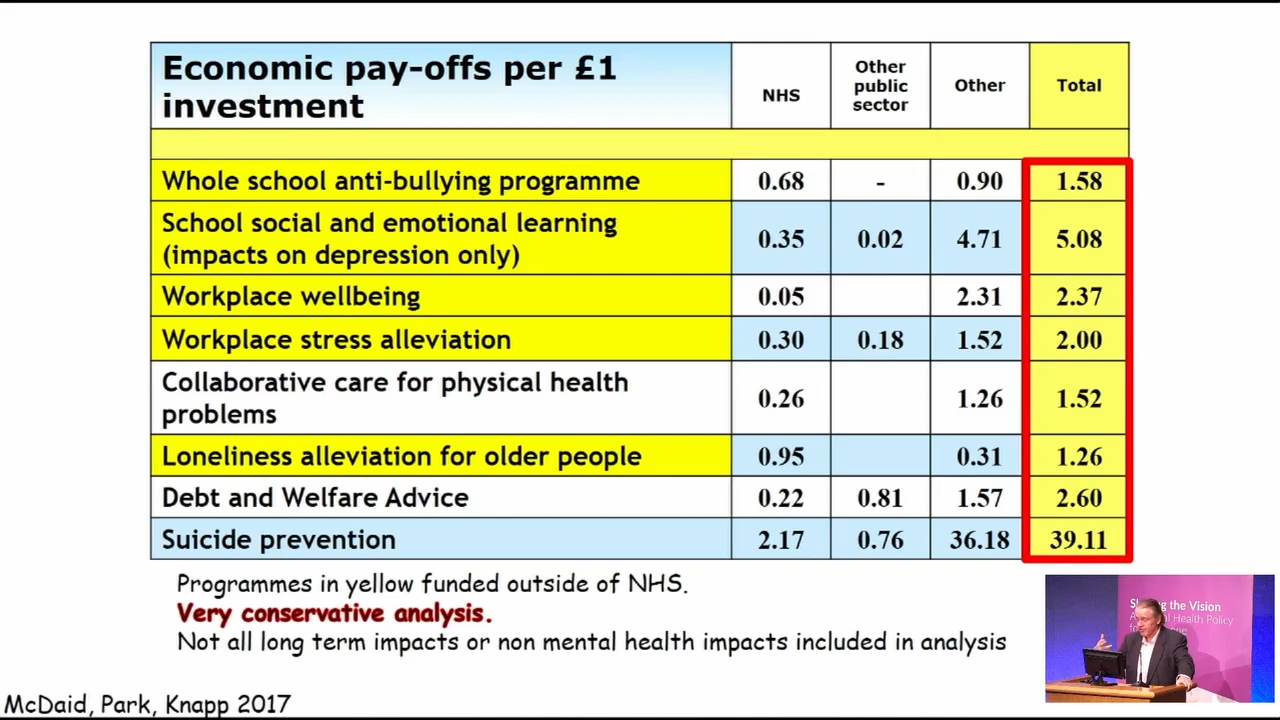 Economic pay-offs per £1
investment
NHS
Other
public
sector
Other
Total
Whole school anti-bullying programme 0.68 - 0.90 1.58
School social and emotional learning
(impacts on depression only) 0.35 0.02 4.71 5.08
Workplace wellbeing 0.05 2.31 2.37
Workplace stress alleviation 0.30 0.18 1.52 2.00
Collaborative care for physical health
problems 0.26 1.26 1.52
Loneliness alleviation for older people 0.95 0.31 1.26
Debt and Welfare Advice 0.22 0.81 1.57 2.60
Suicide prevention 2.17 0.76 36.18 39.11
Programmes in yellow funded outside of NHS.
Very conservative analysis.
Not all long term impacts or non mental health impacts included in analysis
the Vision
Health Policy
McDaid, Park, Knapp 2017